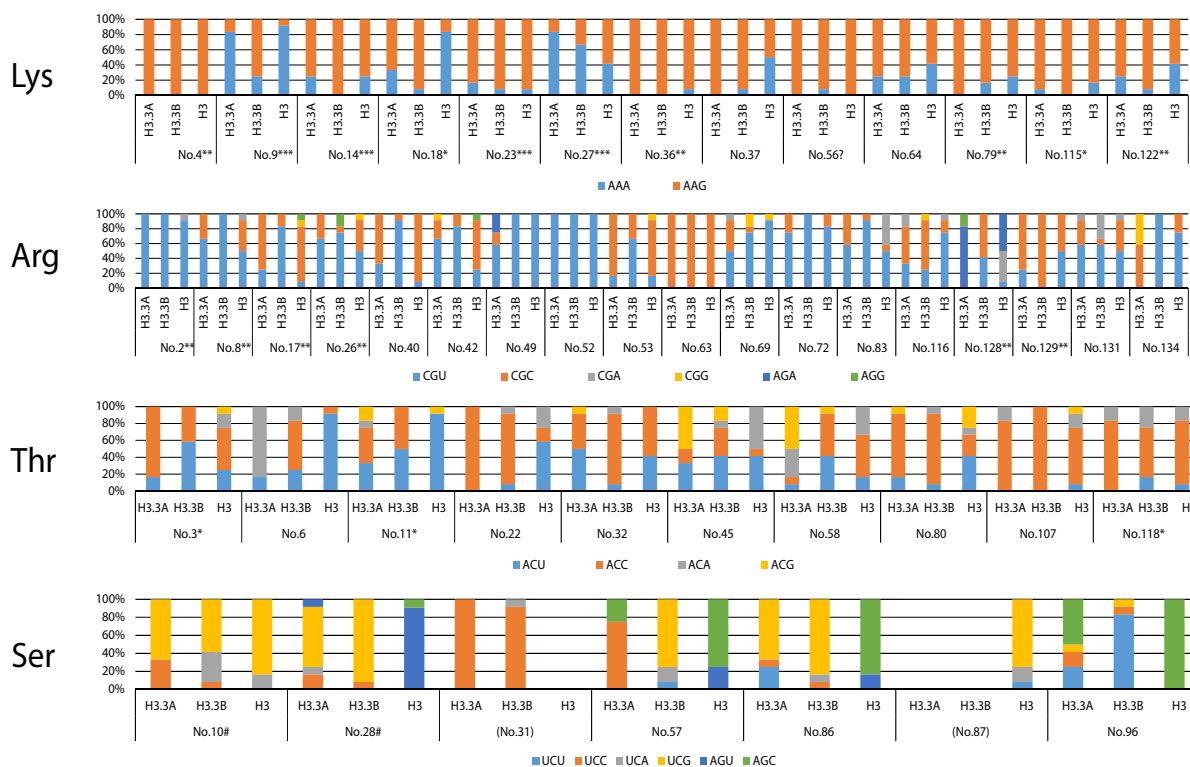 Lys
100%
80%
60%
40%
20%
0%
H3.3A H3.3B H3 H3.3A H3.3B H3 H3.3A H3.3B H3 H3.3A H3.3B H3 H3.3A H3.3B H3 H3.3A H3.3B H3 H3.3A H3.3B H3 H3.3A H3.3B H3 H3.3A H3.3B H3 H3.3A H3.3B H3 H3.3A H3.3B H3 H3.3A H3.3B H3 H3.3A H3.3B H3
No.4** No.9*** No.14*** No.18* No.23*** No.27*** No.36** No.37 No.56? No.64 No.79** No.115* No.122**
AAA AAG
Arg
100%
80%
60%
40%
20%
0%
H3.3A H3.3B H3 H3.3A H3.3B H3 H3.3A H3.3B H3 H3.3A H3.3B H3 H3.3A H3.3B H3 H3.3A H3.3B H3 H3.3A H3.3B H3 H3.3A H3.3B H3 H3.3A H3.3B H3 H3.3A H3.3B H3 H3.3A H3.3B H3 H3.3A H3.3B H3 H3.3A H3.3B H3 H3.3A H3.3B H3 H3.3A H3.3B H3 H3.3A H3.3B H3 H3.3A H3.3B H3 H3.3A H3.3B H3
No.2** No.8** No.17** No.26** No.40 No.42 No.49 No.52 No.53 No.63 No.69 No.72 No.83 No.116 No.128** No.129** No.131 No.134
CGU CGC CGA CGG AGA AGG
Thr
100%
80%
60%
40%
20%
0%
H3.3A H3.3B H3 H3.3A H3.3B H3 H3.3A H3.3B H3 H3.3A H3.3B H3 H3.3A H3.3B H3 H3.3A H3.3B H3 H3.3A H3.3B H3 H3.3A H3.3B H3 H3.3A H3.3B H3 H3.3A H3.3B H3
No.3* No.6 No.11* No.22 No.32 No.45 No.58 No.80 No.107 No.118*
ACU ACC ACA ACG
Ser
100%
80%
60%
40%
20%
0%
H3.3A H3.3B H3 H3.3A H3.3B H3 H3.3A H3.3B H3 H3.3A H3.3B H3 H3.3A H3.3B H3 H3.3A H3.3B H3 H3.3A H3.3B H3
No.10# No.28# (No.31) No.57 No.86 (No.87) No.96
UCU UCC UCA UCG AGU AGC